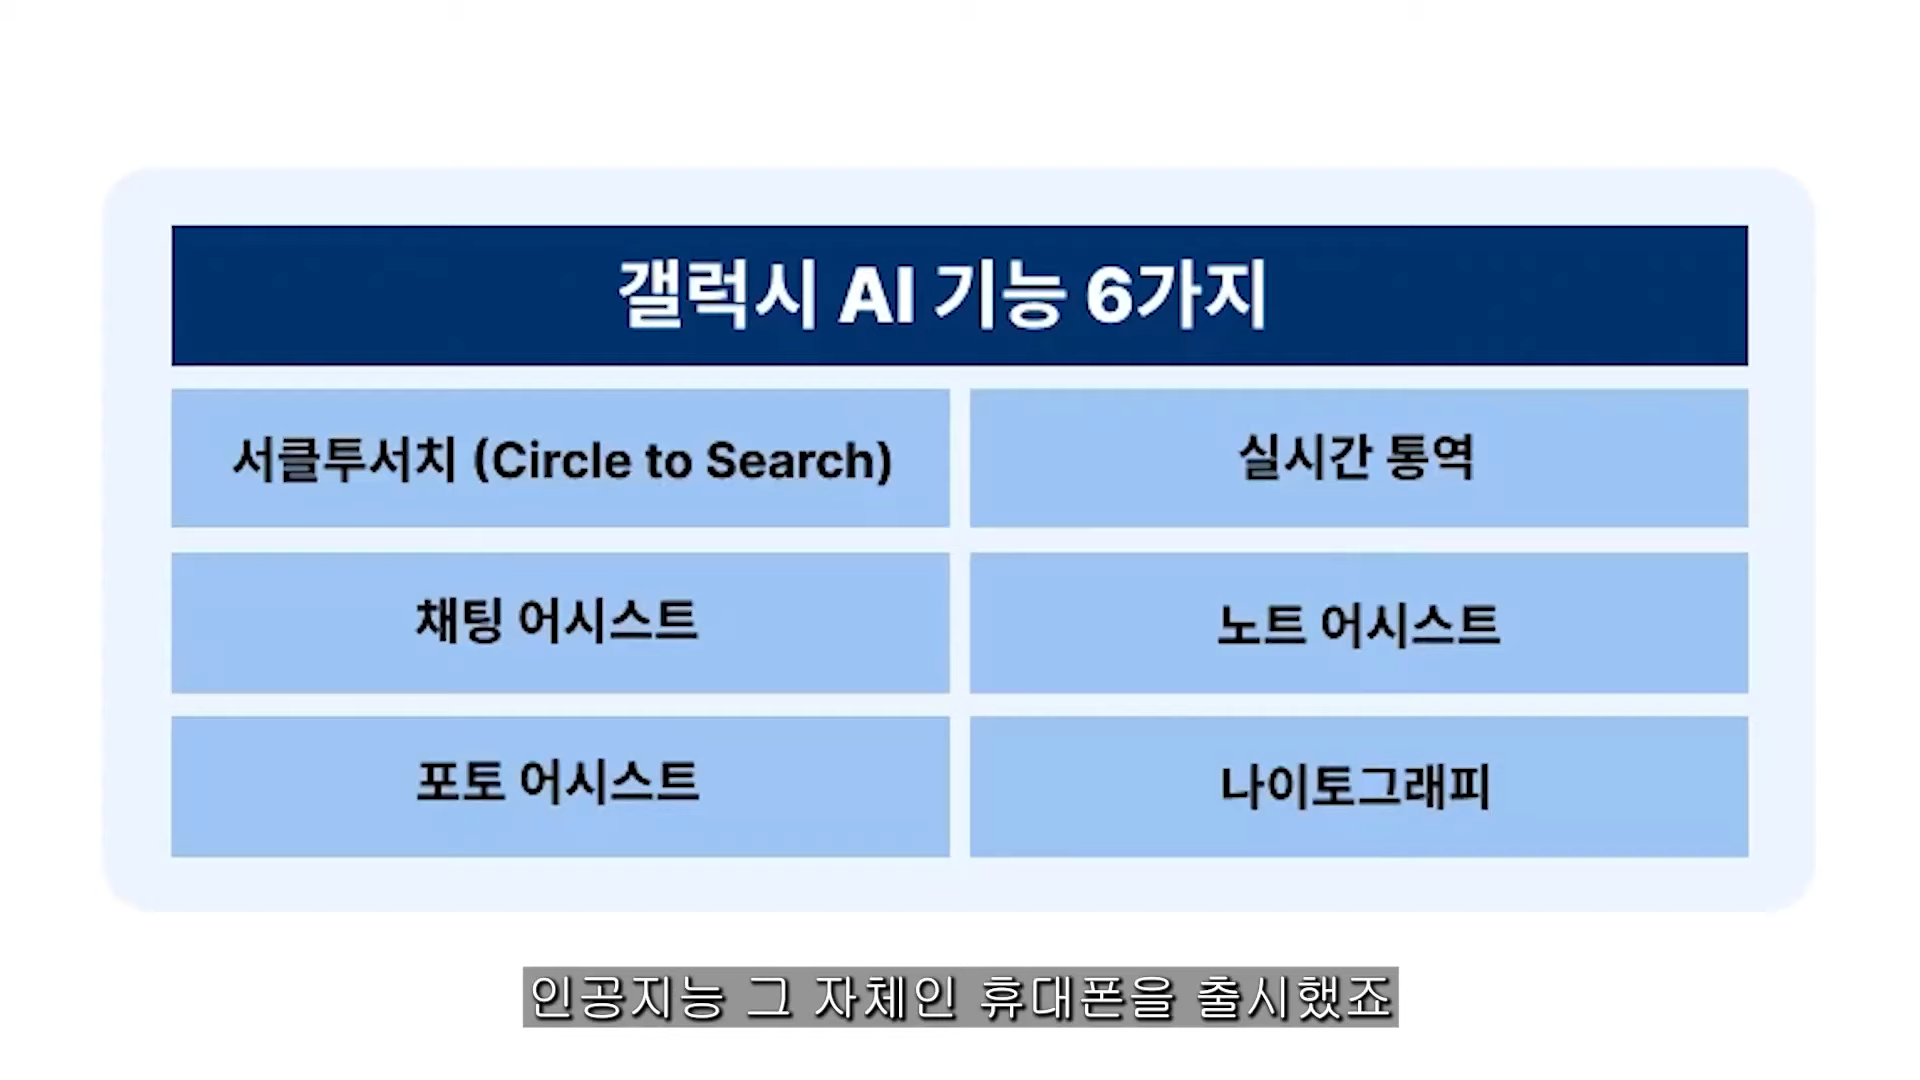 갤럭시 AI 기능 6가지
서클투서치 (Circle to Search)
실시간 통역
채팅 어시스트
노트 어시스트
포토 어시스트
나이토그래피
인공지능 그 자체인 휴대폰을 출시했죠